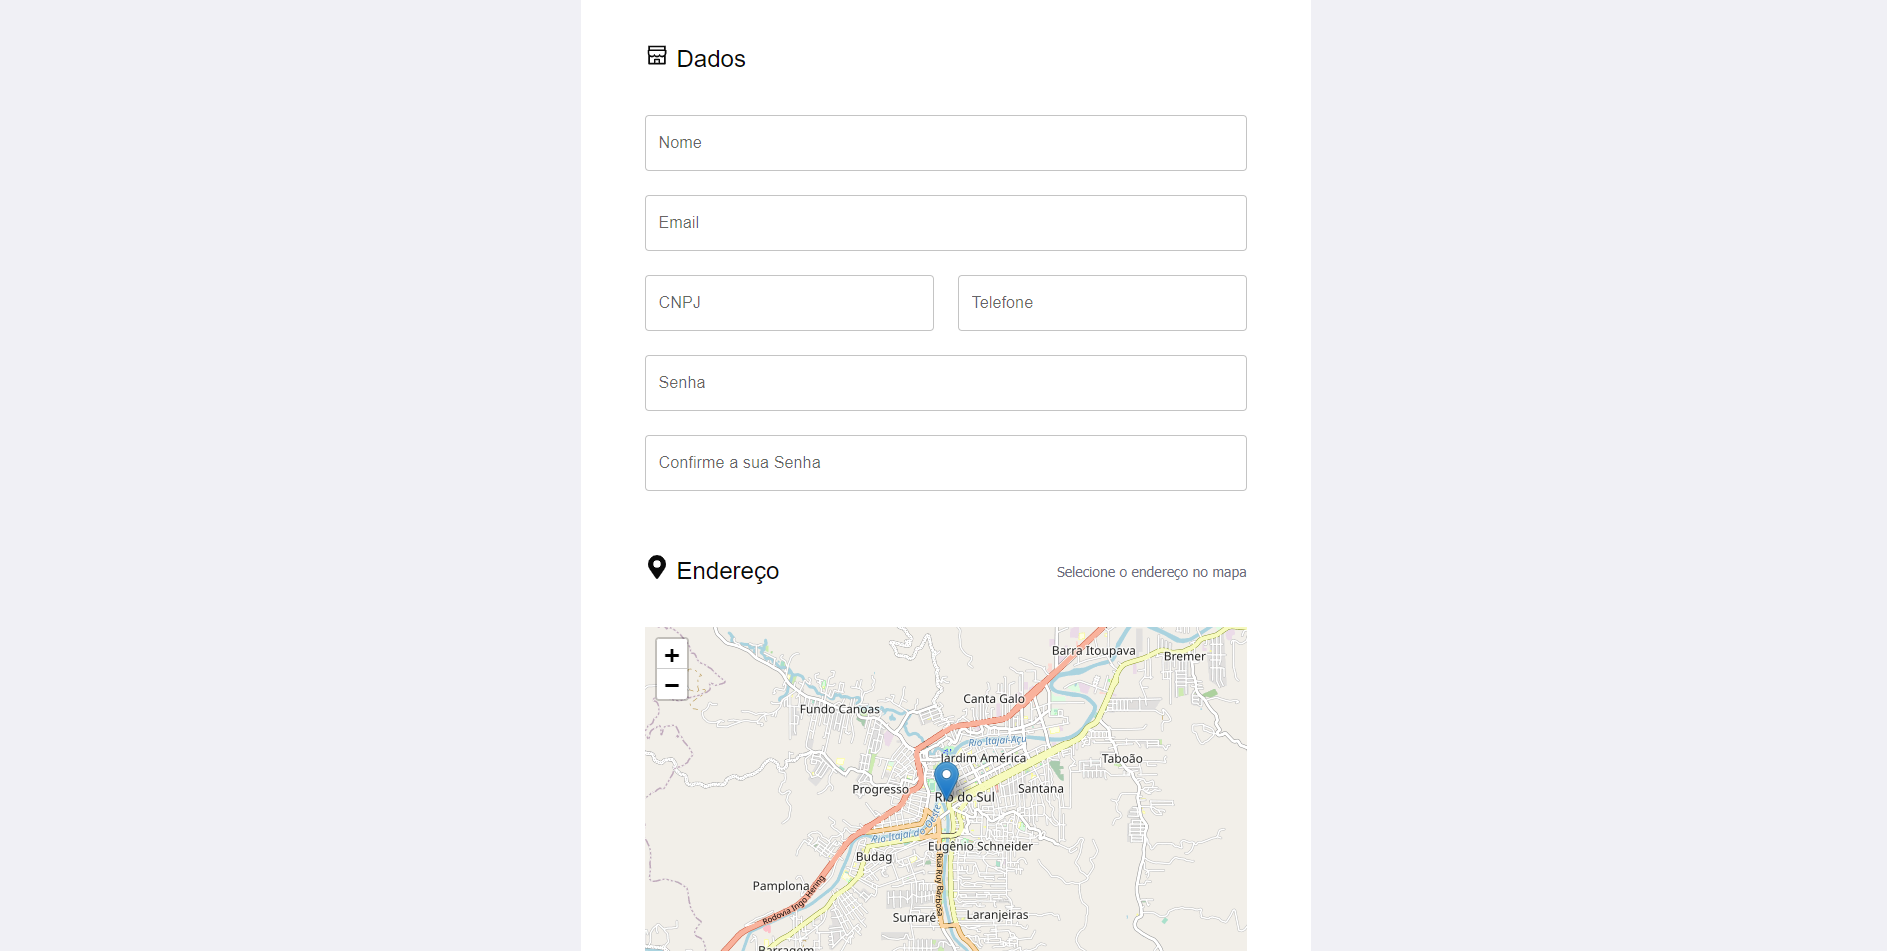 Dados
Nome
Email
CNPJ
Telefone
Senha
Confirme a sua Senha
Endereço
Selecione o endereço no mapa
+
−
Barra Itoupava
Bremer
Canta Galo
Fundo Canoas
Rio Itajaí-Açu
Jardim América
Taboão
Progresso
Santana
Rio do Sul
Rio Itajaí do Oeste
Eugênio Schneider
Budag
Rua Ruy Barbosa
Pamplona
Rodovia Ingo Hering
Sumaré
Laranjeiras
Barragem